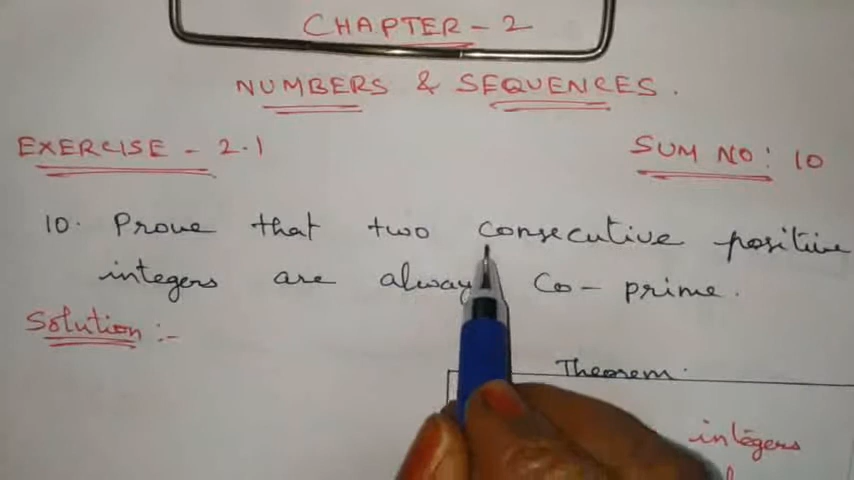 CHAPTER - 2
NUMBERS & SEQUENCES.
EXERCISE - 2.1
SUM NO: 10
10. Prove that two consecutive positive
integers are always Co-prime.
Solution :-
Theorem.
integers